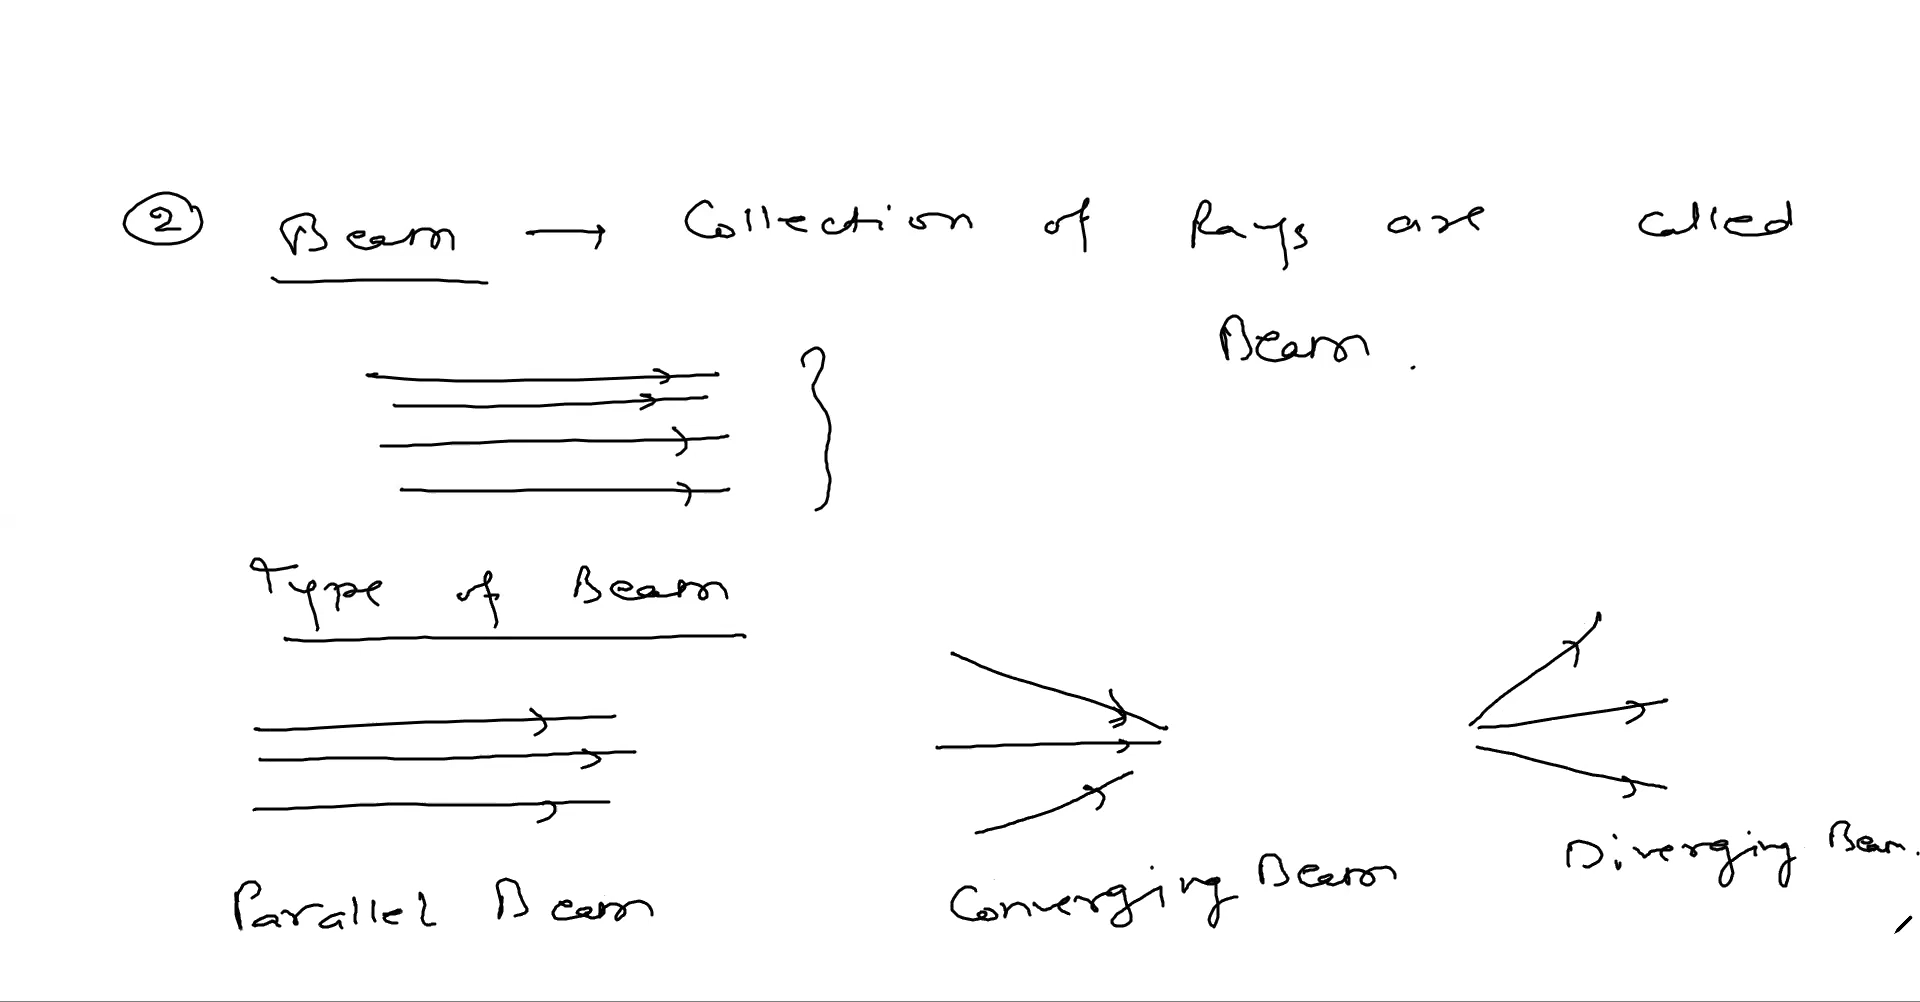 ② Beam → Collection of Rays are called
Beam.
Type of Beam
Parallel Beam
Converging Beam
Diverging Beam.